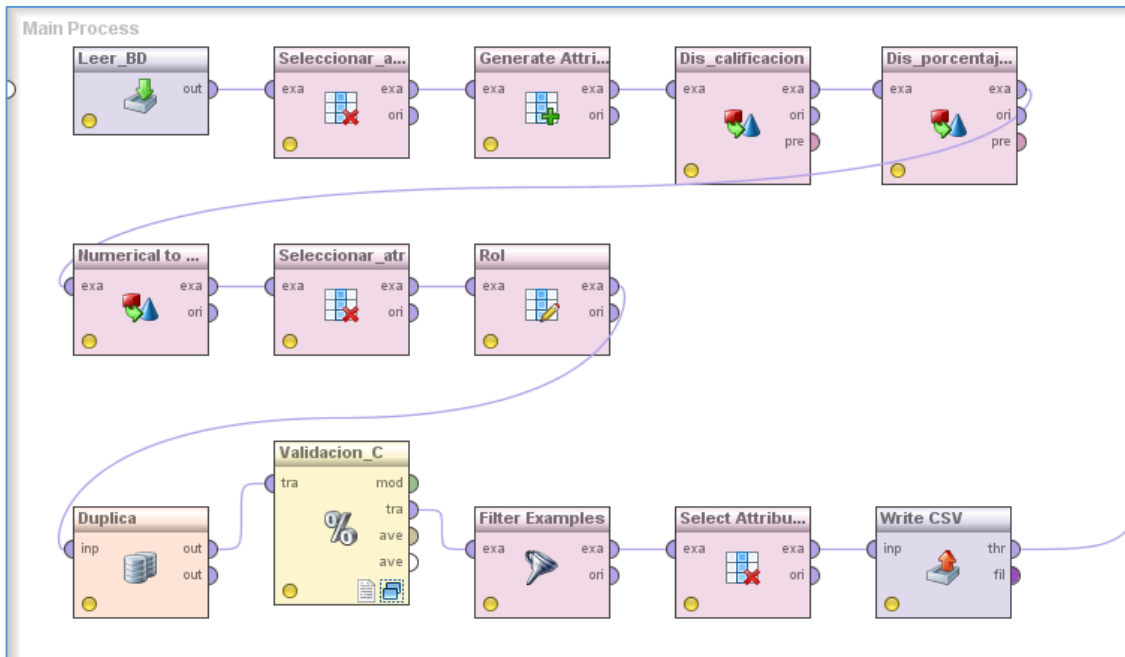 Main Process
Leer_BD
Seleccionar_a...
Generate Attri...
Dis_calificacion
Dis_porcentaj...
out
exa
exa
exa
exa
exa
exa
exa
exa
ori
ori
ori
ori
pre
pre
Numerical to ...
Seleccionar_atr
Rol
exa
exa
exa
exa
exa
exa
ori
ori
ori
Validacion_C
tra
mod
tra
ave
ave
Duplica
Filter Examples
Select Attribu...
Write CSV
inp
out
exa
exa
exa
exa
inp
thr
out
ori
ori
fil
%